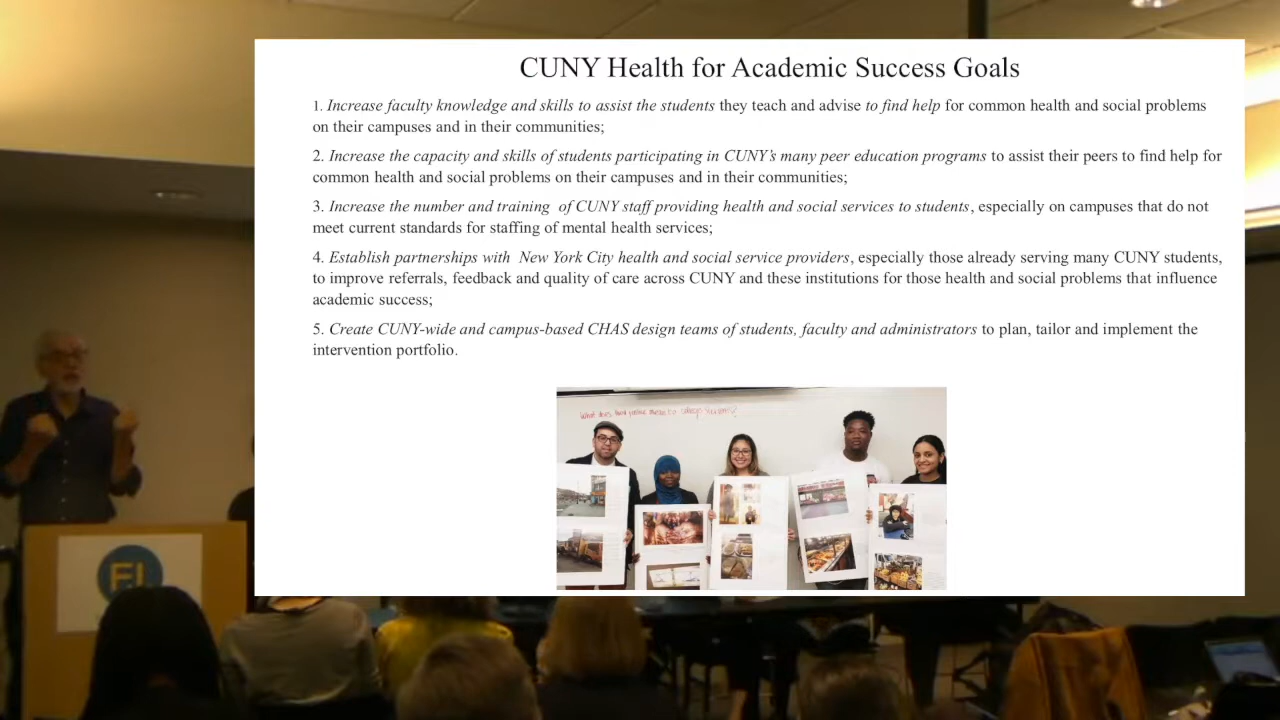 CUNY Health for Academic Success Goals
1. Increase faculty knowledge and skills to assist the students they teach and advise to find help for common health and social problems
on their campuses and in their communities;
2. Increase the capacity and skills of students participating in CUNY's many peer education programs to assist their peers to find help for
common health and social problems on their campuses and in their communities;
3. Increase the number and training of CUNY staff providing health and social services to students, especially on campuses that do not
meet current standards for staffing of mental health services;
4. Establish partnerships with New York City health and social service providers, especially those already serving many CUNY students,
to improve referrals, feedback and quality of care across CUNY and these institutions for those health and social problems that influence
academic success;
5. Create CUNY-wide and campus-based CHAS design teams of students, faculty and administrators to plan, tailor and implement the
intervention portfolio.
What does food justice mean to college students?